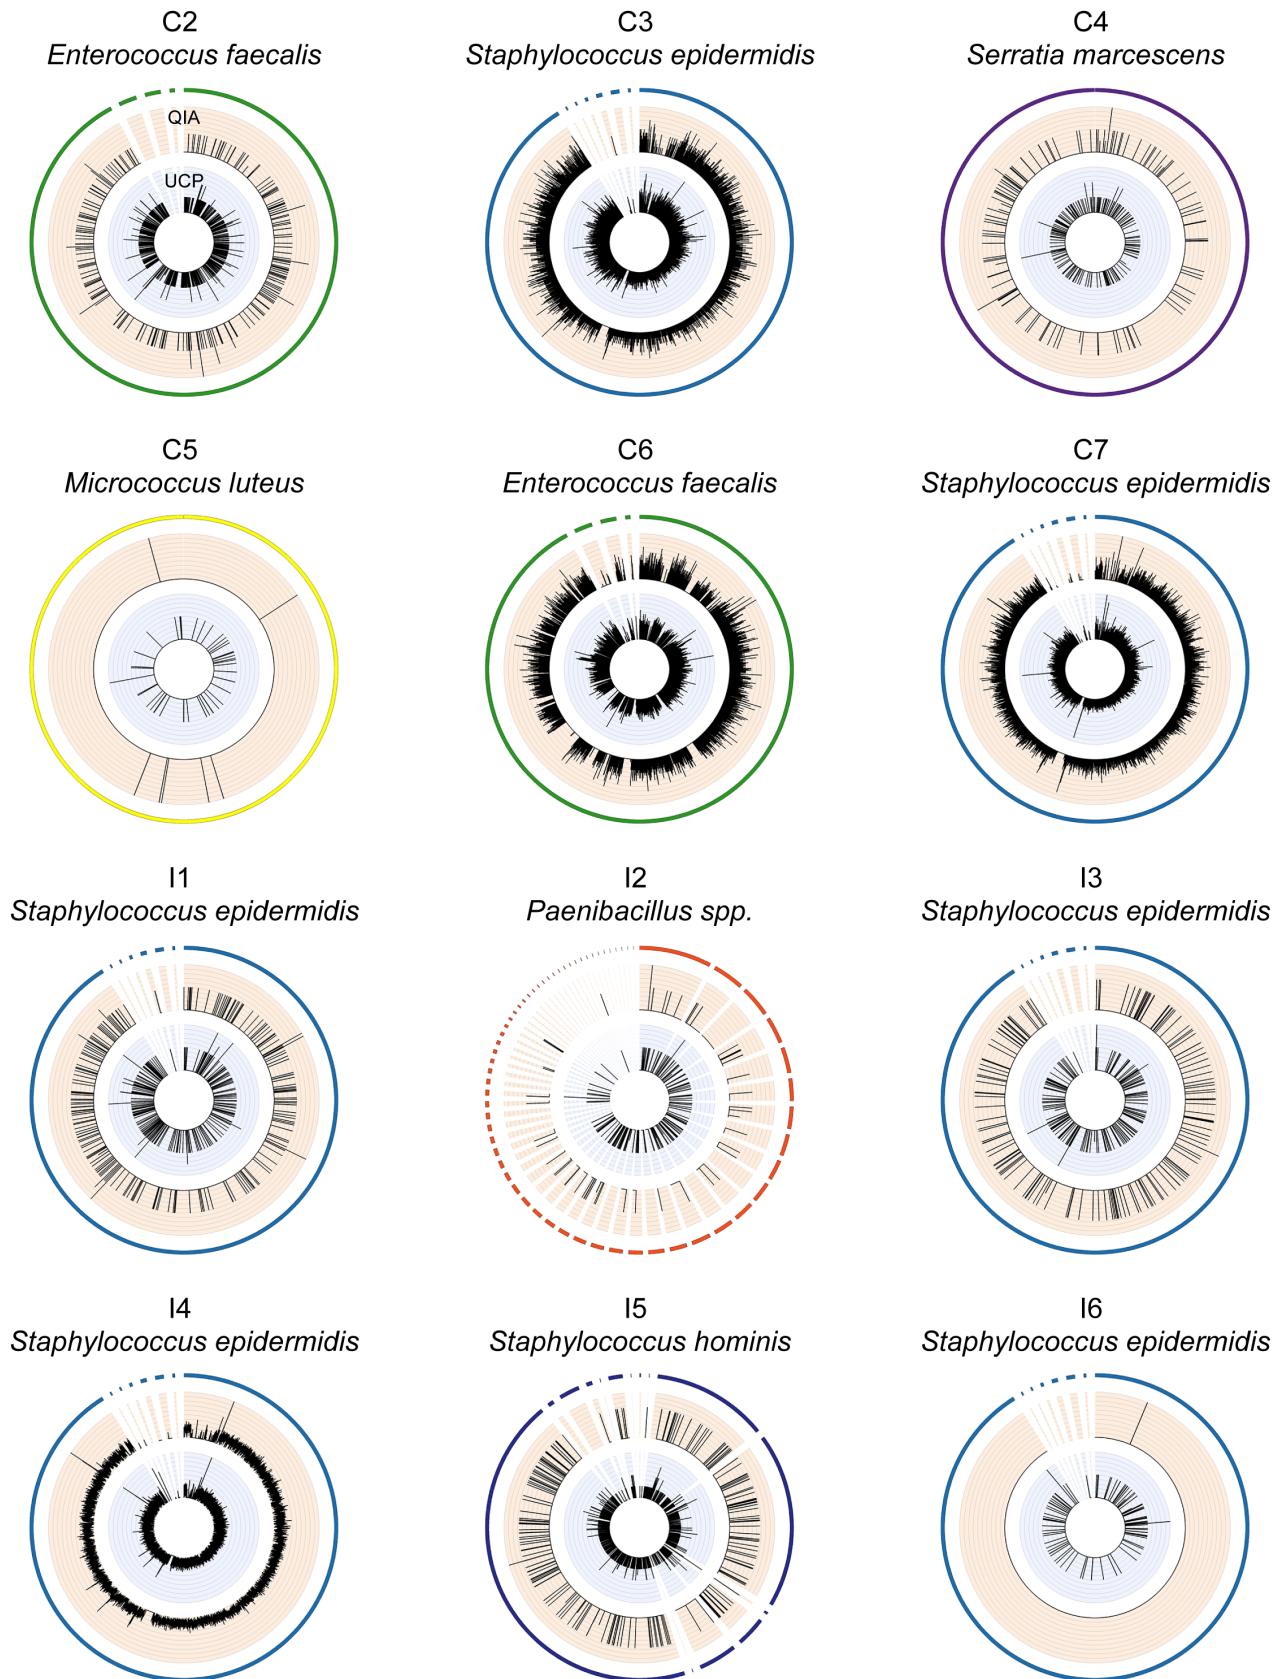 C2
Enterococcus faecalis
C3
Staphylococcus epidermidis
C4
Serratia marcescens
QIA
UCP
C5
Micrococcus luteus
C6
Enterococcus faecalis
C7
Staphylococcus epidermidis
I1
Staphylococcus epidermidis
I2
Paenibacillus spp.
I3
Staphylococcus epidermidis
I4
Staphylococcus epidermidis
I5
Staphylococcus hominis
I6
Staphylococcus epidermidis